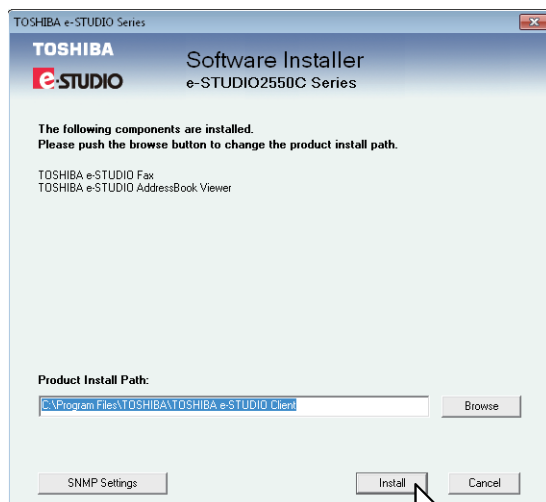 TOSHIBA e-STUDIO Series
TOSHIBA
e-STUDIO
Software Installer
e-STUDIO2550C Series
The following components are installed.
Please push the browse button to change the product install path.
TOSHIBA e-STUDIO Fax
TOSHIBA e-STUDIO AddressBook Viewer
Product Install Path:
C:\Program Files\TOSHIBA\TOSHIBA e-STUDIO Client
Browse
SNMP Settings
Install
Cancel